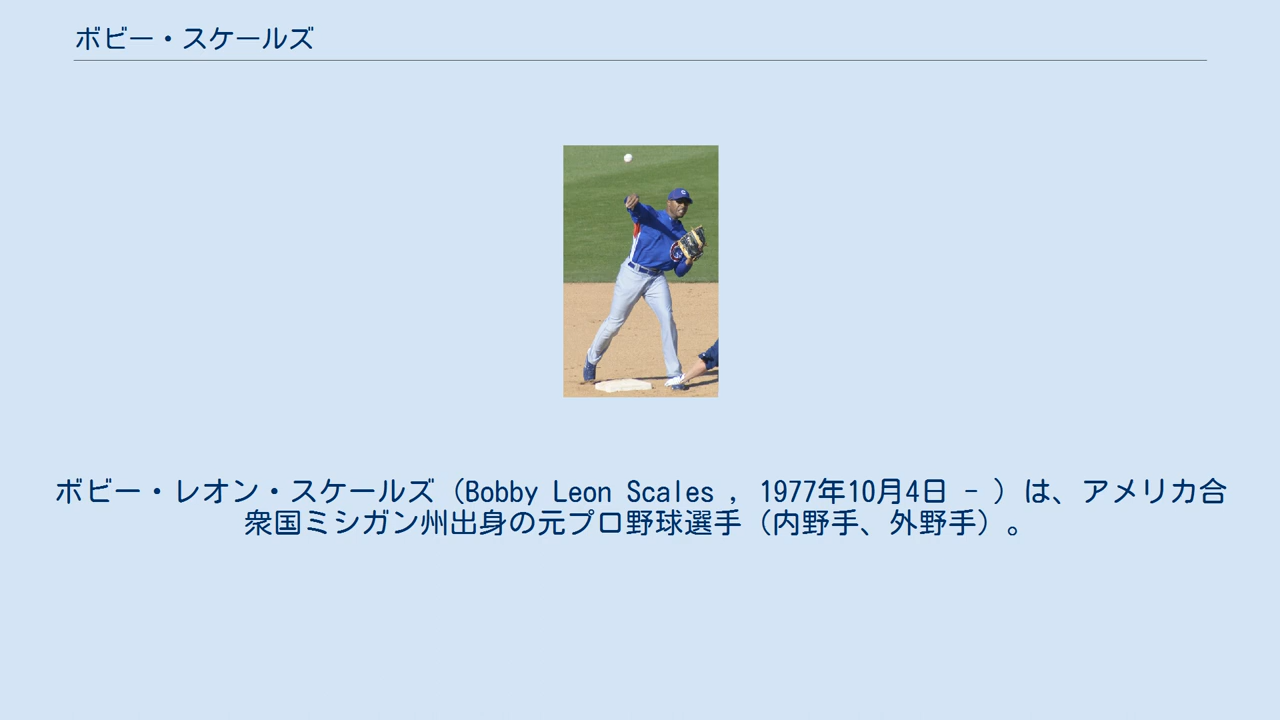 ボビー・スケールズ
ボビー・レオン・スケールズ（Bobby Leon Scales , 1977年10月4日 - ）は、アメリカ合
衆国ミシガン州出身の元プロ野球選手（内野手、外野手）。